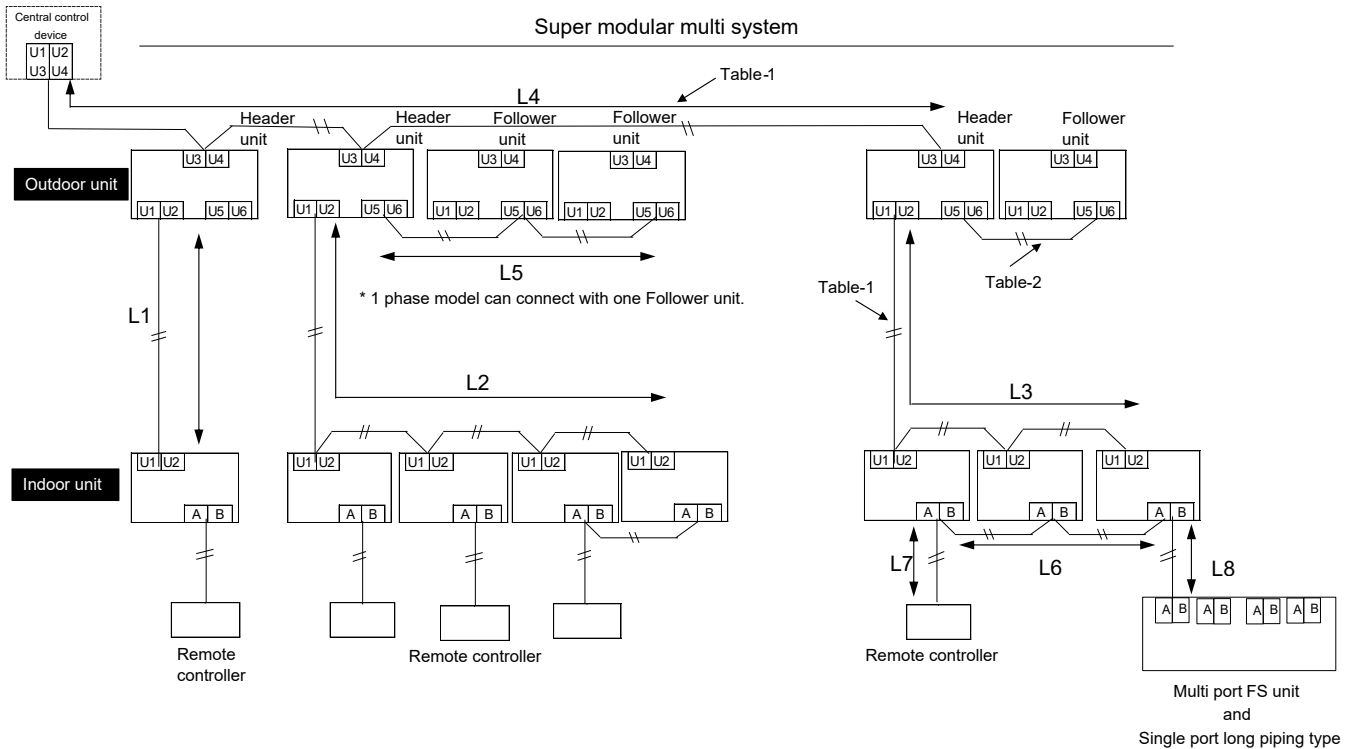 Super modular multi system
Central control
device
U1 U2
U3 U4
Table-1
L4
Header
unit
Header
unit
Follower
unit
Follower
unit
Header
unit
Follower
unit
Outdoor unit
U3 U4
U3 U4
U3 U4
U3 U4
U3 U4
U3 U4
U1 U2 U5 U6
U1 U2 U5 U6
U1 U2 U5 U6
U1 U2 U5 U6
U1 U2 U5 U6
U1 U2 U5 U6
L5
* 1 phase model can connect with one Follower unit.
Table-2
Table-1
L1
L2
L3
Indoor unit
U1 U2
U1 U2
U1 U2
U1 U2
U1 U2
U1 U2
U1 U2
U1 U2
A B
A B
A B
A B
A B
A B
A B
A B
L7
L6
L8
A B A B A B A B
Remote
controller
Remote controller
Remote controller
Multi port FS unit
and
Single port long piping type